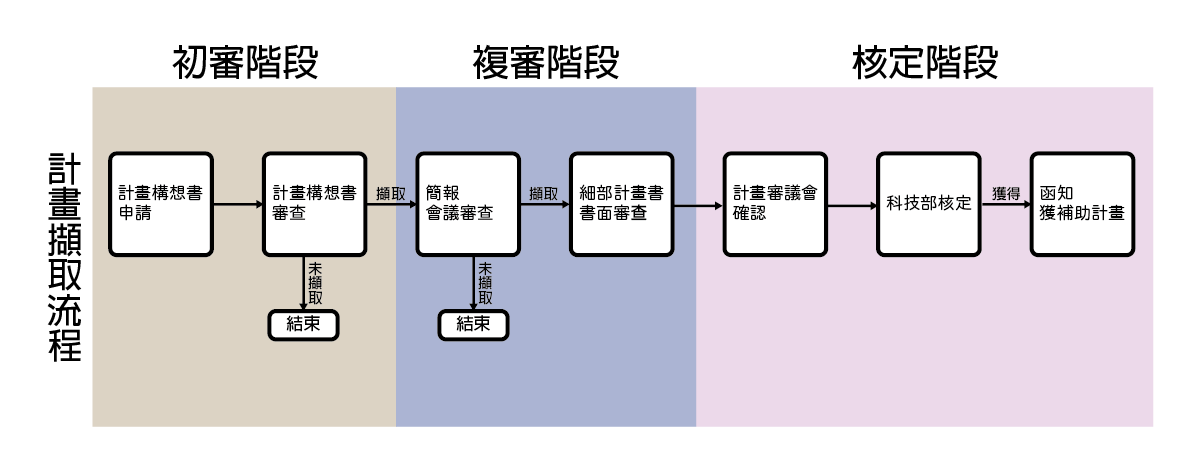 初審階段
複審階段
核定階段
計畫擷取流程
計畫構想書
申請
計畫構想書
審查
擷取
簡報
會議審查
擷取
細部計畫書
書面審查
計畫審議會
確認
科技部核定
獲得
函知
獲補助計畫
未擷取
結束
未擷取
結束